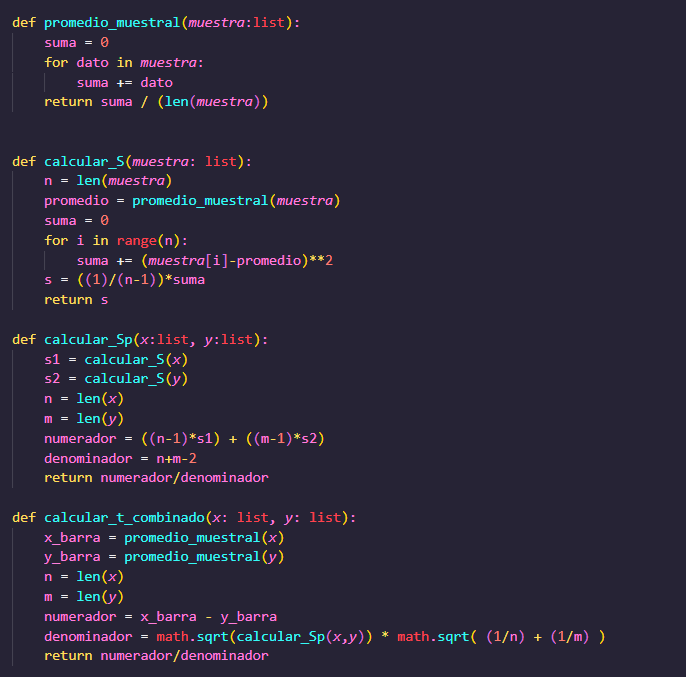 def promedio_muestral(muestra:list):
    suma = 0
    for dato in muestra:
        suma += dato
    return suma / (len(muestra))
def calcular_S(muestra: list):
    n = len(muestra)
    promedio = promedio_muestral(muestra)
    suma = 0
    for i in range(n):
        suma += (muestra[i]-promedio)**2
    s = ((1)/(n-1))*suma
    return s
def calcular_Sp(x:list, y:list):
    s1 = calcular_S(x)
    s2 = calcular_S(y)
    n = len(x)
    m = len(y)
    numerador = ((n-1)*s1) + ((m-1)*s2)
    denominador = n+m-2
    return numerador/denominador
def calcular_t_combinado(x: list, y: list):
    x_barra = promedio_muestral(x)
    y_barra = promedio_muestral(y)
    n = len(x)
    m = len(y)
    numerador = x_barra - y_barra
    denominador = math.sqrt(calcular_Sp(x,y)) * math.sqrt( (1/n) + (1/m) )
    return numerador/denominador